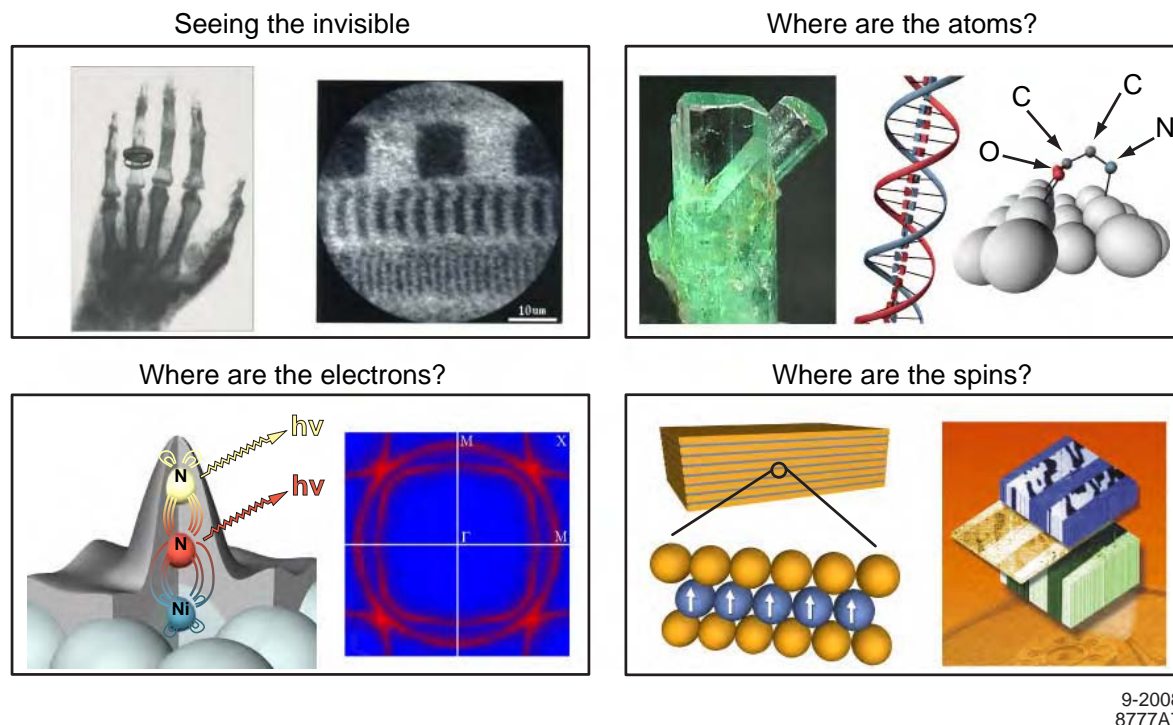 Seeing the invisible
Where are the atoms?
10um
C
C
N
O
Where are the electrons?
Where are the spins?
hν
N
hν
N
Ni
M
X
Γ
M
9-2008